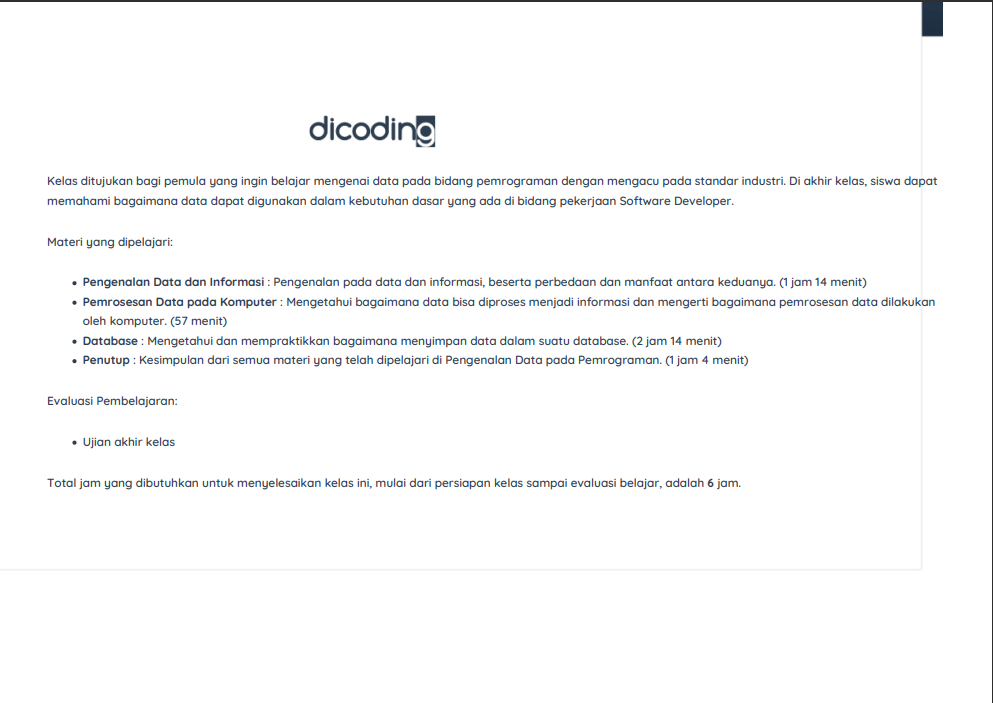 dicoding
Kelas ditujukan bagi pemula yang ingin belajar mengenai data pada bidang pemrograman dengan mengacu pada standar industri. Di akhir kelas, siswa dapat
memahami bagaimana data dapat digunakan dalam kebutuhan dasar yang ada di bidang pekerjaan Software Developer.
Materi yang dipelajari:
• Pengenalan Data dan Informasi : Pengenalan pada data dan informasi, beserta perbedaan dan manfaat antara keduanya. (1 jam 14 menit)
• Pemrosesan Data pada Komputer : Mengetahui bagaimana data bisa diproses menjadi informasi dan mengerti bagaimana pemrosesan data dilakukan
oleh komputer. (57 menit)
• Database : Mengetahui dan mempraktikkan bagaimana menyimpan data dalam suatu database. (2 jam 14 menit)
• Penutup : Kesimpulan dari semua materi yang telah dipelajari di Pengenalan Data pada Pemrograman. (1 jam 4 menit)
Evaluasi Pembelajaran:
• Ujian akhir kelas
Total jam yang dibutuhkan untuk menyelesaikan kelas ini, mulai dari persiapan kelas sampai evaluasi belajar, adalah 6 jam.